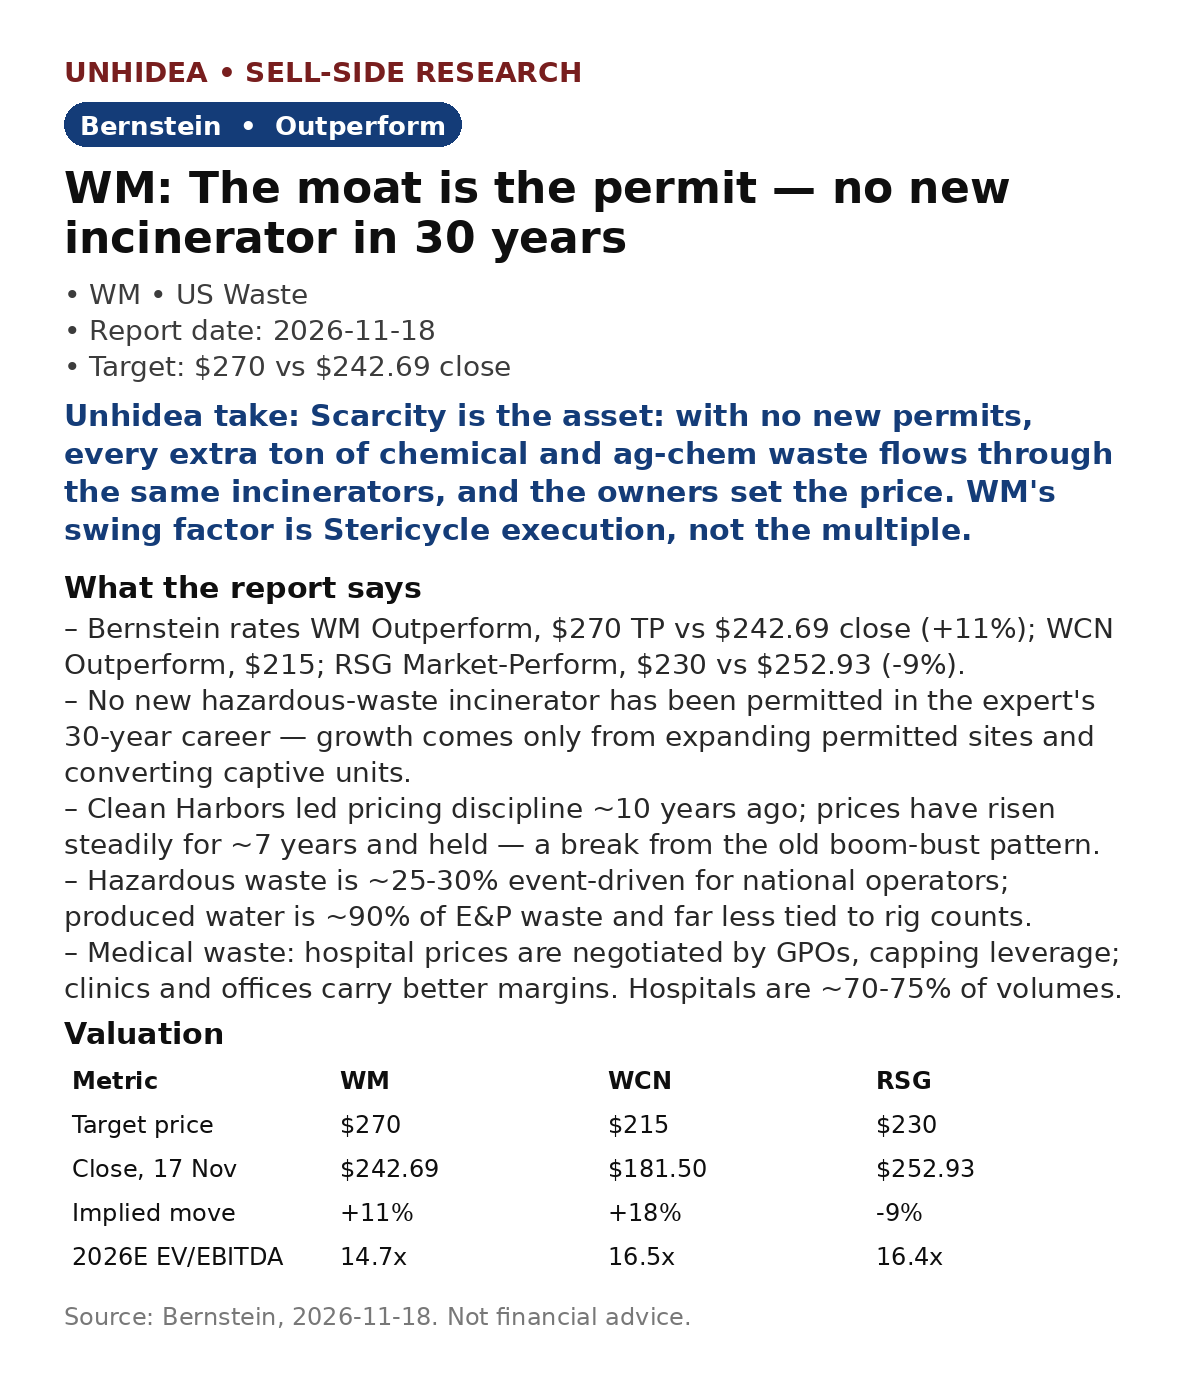 UNHIDEA • SELL-SIDE RESEARCH
Bernstein • Outperform
WM: The moat is the permit — no new
incinerator in 30 years
• WM • US Waste
• Report date: 2026-11-18
• Target: $270 vs $242.69 close
Unhidea take: Scarcity is the asset: with no new permits,
every extra ton of chemical and ag-chem waste flows through
the same incinerators, and the owners set the price. WM's
swing factor is Stericycle execution, not the multiple.
What the report says
– Bernstein rates WM Outperform, $270 TP vs $242.69 close (+11%); WCN
Outperform, $215; RSG Market-Perform, $230 vs $252.93 (-9%).
– No new hazardous-waste incinerator has been permitted in the expert's
30-year career — growth comes only from expanding permitted sites and
converting captive units.
– Clean Harbors led pricing discipline ~10 years ago; prices have risen
steadily for ~7 years and held — a break from the old boom-bust pattern.
– Hazardous waste is ~25-30% event-driven for national operators;
produced water is ~90% of E&P waste and far less tied to rig counts.
– Medical waste: hospital prices are negotiated by GPOs, capping leverage;
clinics and offices carry better margins. Hospitals are ~70-75% of volumes.
Valuation
Metric WM WCN RSG
Target price $270 $215 $230
Close, 17 Nov $242.69 $181.50 $252.93
Implied move +11% +18% -9%
2026E EV/EBITDA 14.7x 16.5x 16.4x
Source: Bernstein, 2026-11-18. Not financial advice.